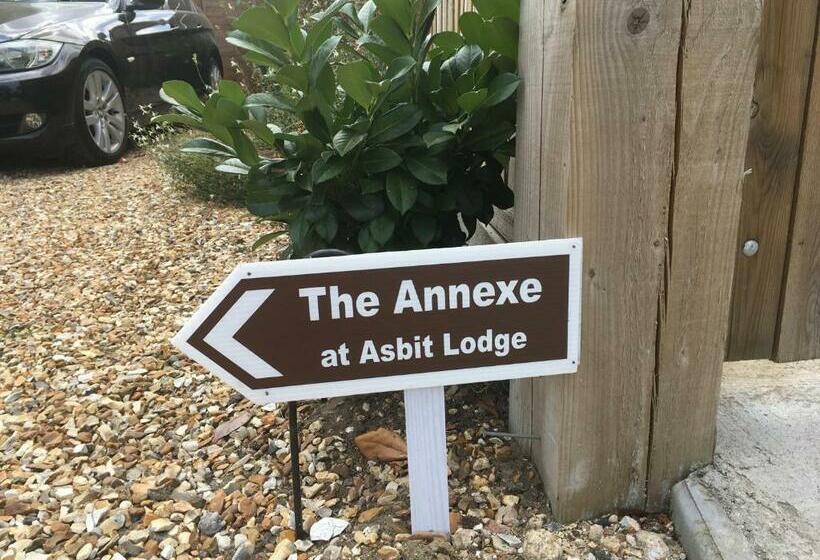 The Annexe
at Asbit Lodge